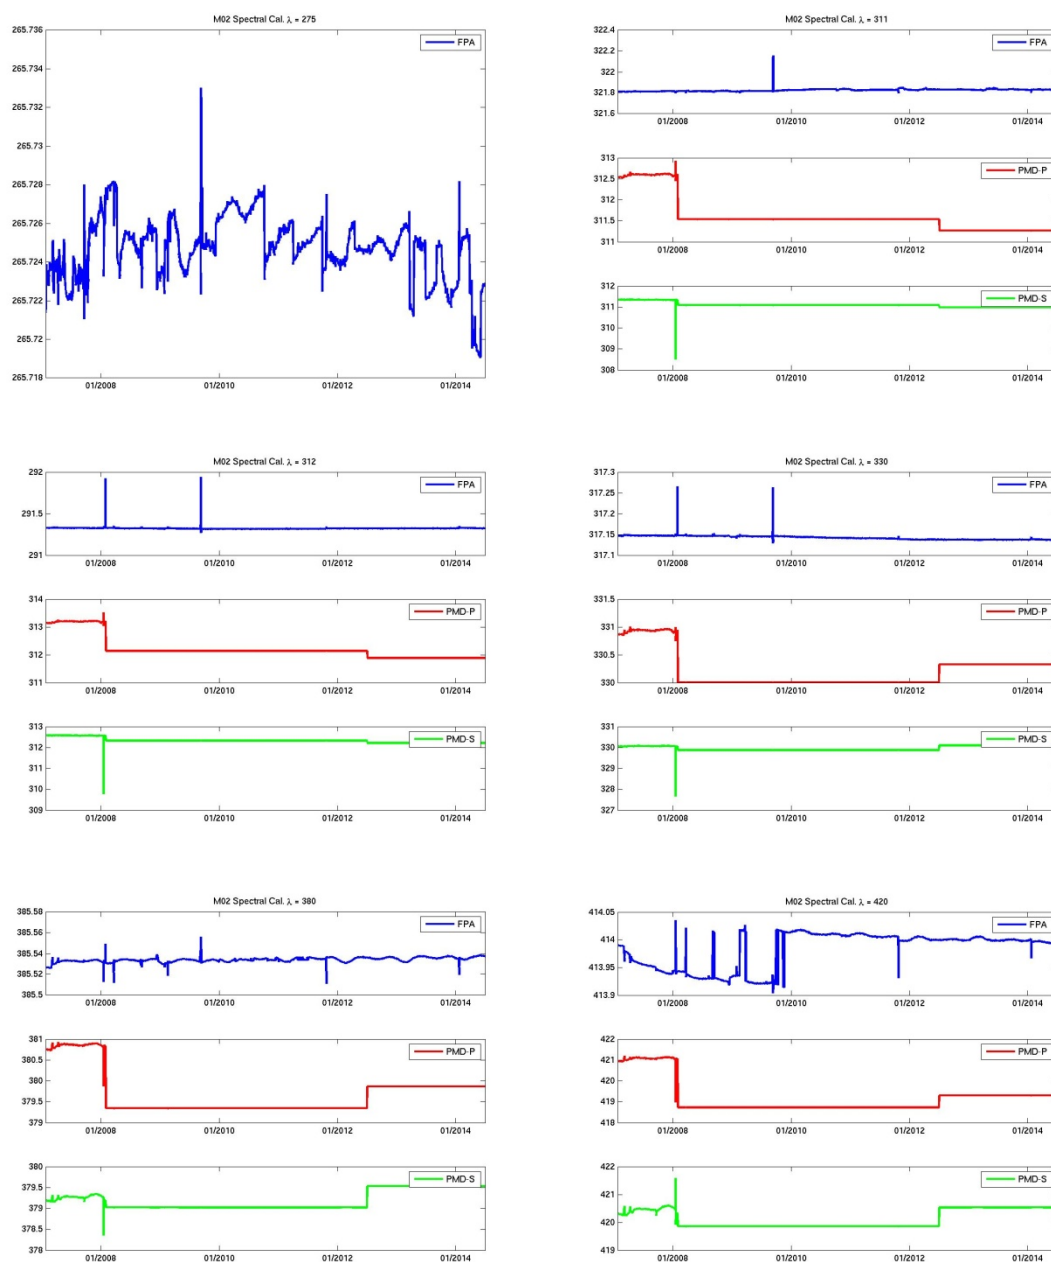 M02 Spectral Cal. λ = 275
265.736
265.734
265.732
265.73
265.728
265.726
265.724
265.722
265.72
265.718
FPA
01/2008 01/2010 01/2012 01/2014
M02 Spectral Cal. λ = 311
322.4
322.2
322
321.8
321.6
FPA
01/2008 01/2010 01/2012 01/2014
313
312.5
312
311.5
311
PMD-P
01/2008 01/2010 01/2012 01/2014
312
311
310
309
308
PMD-S
01/2008 01/2010 01/2012 01/2014
M02 Spectral Cal. λ = 312
292
291.5
291
FPA
01/2008 01/2010 01/2012 01/2014
314
313
312
311
PMD-P
01/2008 01/2010 01/2012 01/2014
313
312
311
310
309
PMD-S
01/2008 01/2010 01/2012 01/2014
M02 Spectral Cal. λ = 330
317.3
317.25
317.2
317.15
317.1
FPA
01/2008 01/2010 01/2012 01/2014
331.5
331
330.5
330
PMD-P
01/2008 01/2010 01/2012 01/2014
331
330
329
328
327
PMD-S
01/2008 01/2010 01/2012 01/2014
M02 Spectral Cal. λ = 380
385.58
385.56
385.54
385.52
385.5
FPA
01/2008 01/2010 01/2012 01/2014
381
380.5
380
379.5
379
PMD-P
01/2008 01/2010 01/2012 01/2014
380
379.5
379
378.5
378
PMD-S
01/2008 01/2010 01/2012 01/2014
M02 Spectral Cal. λ = 420
414.05
414
413.95
413.9
FPA
01/2008 01/2010 01/2012 01/2014
422
421
420
419
418
PMD-P
01/2008 01/2010 01/2012 01/2014
422
421
420
419
PMD-S
01/2008 01/2010 01/2012 01/2014